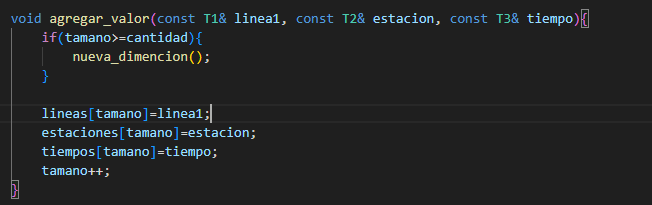 void agregar_valor(const T1& linea1, const T2& estacion, const T3& tiempo){
    if(tamano>=cantidad){
        nueva_dimencion();
    }

    lineas[tamano]=linea1;
    estaciones[tamano]=estacion;
    tiempos[tamano]=tiempo;
    tamano++;
}